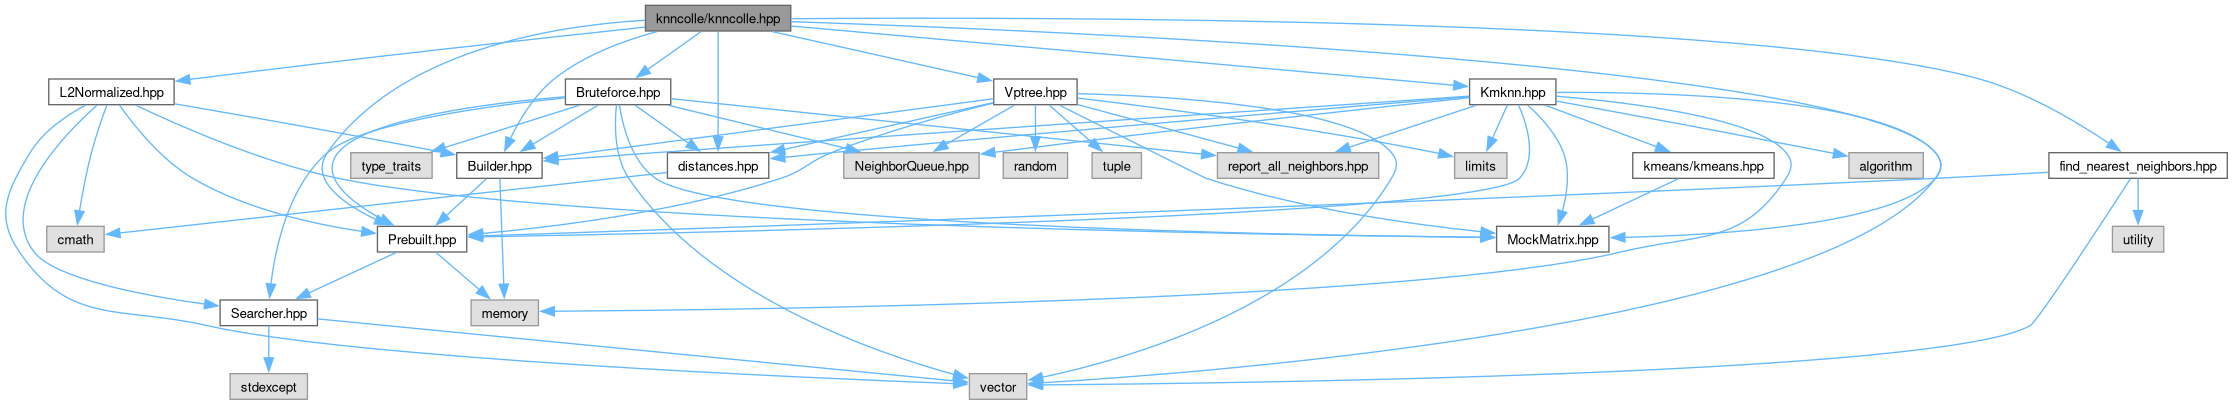 knncolle/knncolle.hpp
L2Normalized.hpp
Bruteforce.hpp
Vptree.hpp
Kmknn.hpp
type_traits
Builder.hpp
distances.hpp
NeighborQueue.hpp
random
tuple
report_all_neighbors.hpp
limits
kmeans/kmeans.hpp
algorithm
find_nearest_neighbors.hpp
cmath
Prebuilt.hpp
MockMatrix.hpp
utility
Searcher.hpp
memory
stdexcept
vector